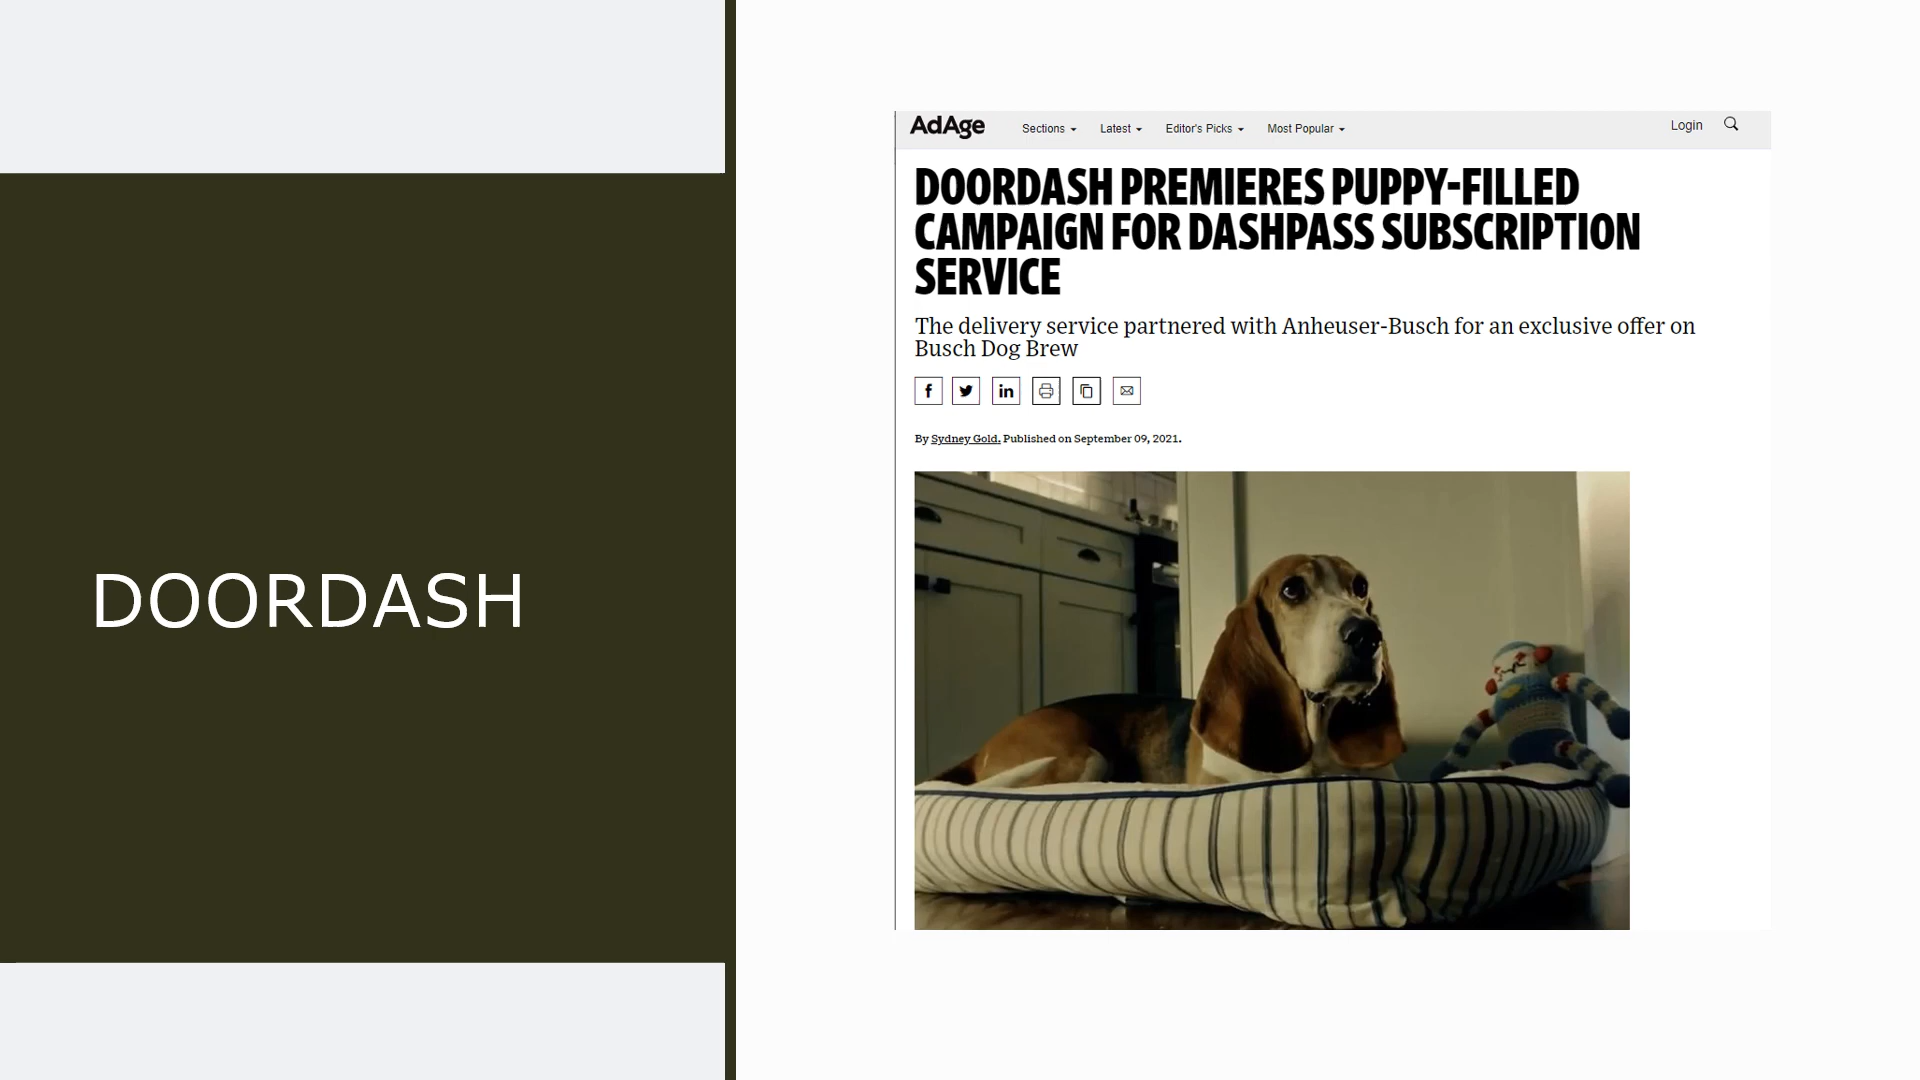 DOORDASH
AdAge
Sections Latest Editor's Picks Most Popular Login
DOORDASH PREMIERES PUPPY-FILLED
CAMPAIGN FOR DASHPASS SUBSCRIPTION
SERVICE
The delivery service partnered with Anheuser-Busch for an exclusive offer on
Busch Dog Brew
By Sydney Gold. Published on September 09, 2021.